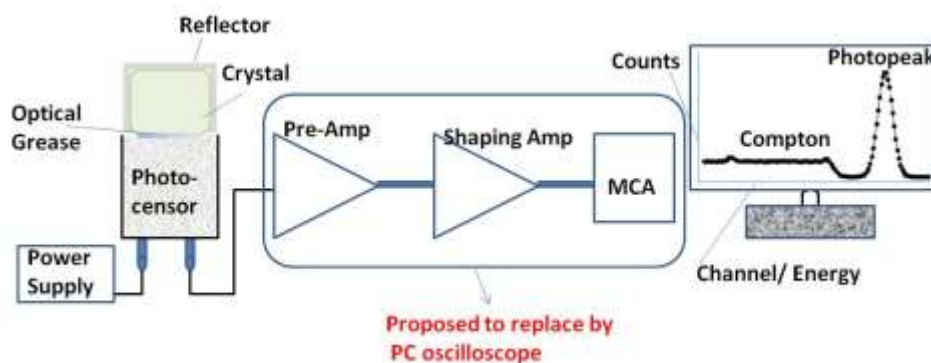 Reflector
Crystal
Optical
Grease
Photo-
censor
Power
Supply
Pre-Amp
Shaping Amp
MCA
Counts
Photopeak
Compton
Channel/ Energy
Proposed to replace by
PC oscilloscope